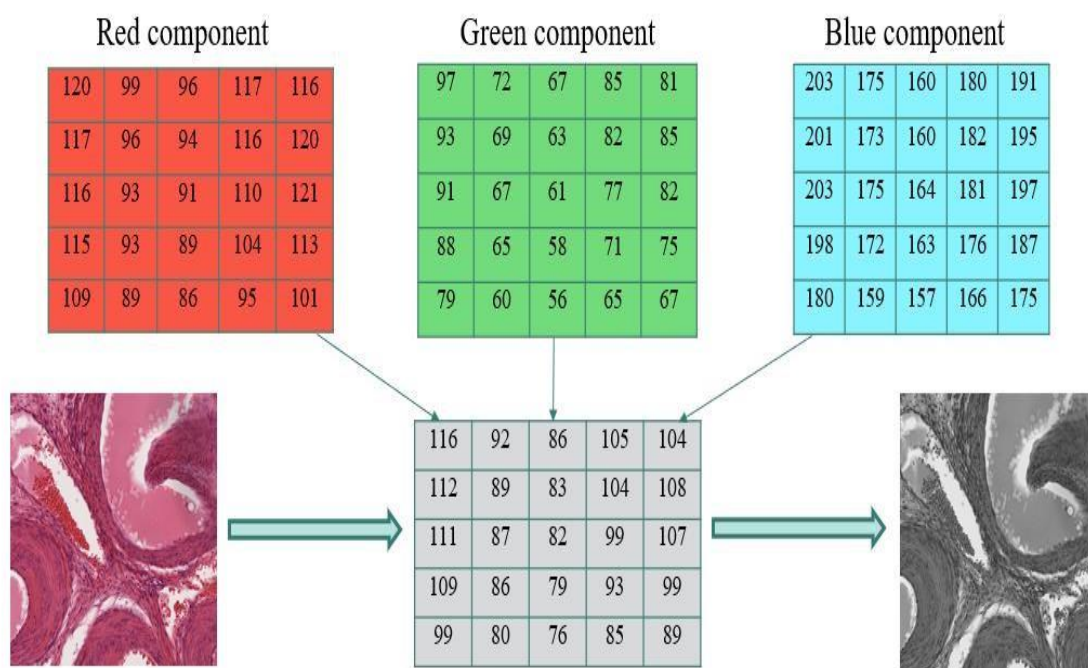 Red component
Green component
Blue component
120 99 96 117 116
117 96 94 116 120
116 93 91 110 121
115 93 89 104 113
109 89 86 95 101
97 72 67 85 81
93 69 63 82 85
91 67 61 77 82
88 65 58 71 75
79 60 56 65 67
203 175 160 180 191
201 173 160 182 195
203 175 164 181 197
198 172 163 176 187
180 159 157 166 175
116 92 86 105 104
112 89 83 104 108
111 87 82 99 107
109 86 79 93 99
99 80 76 85 89